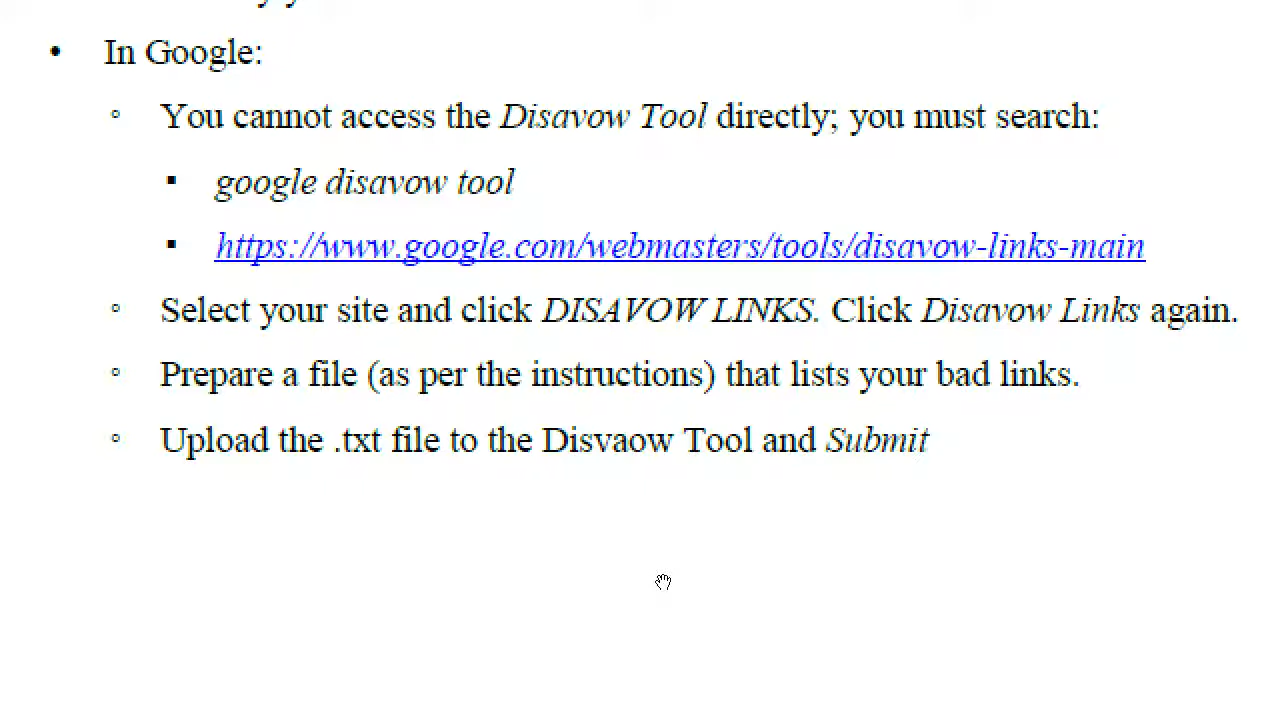 • In Google:
◦ You cannot access the Disavow Tool directly; you must search:
▪ google disavow tool
▪ https://www.google.com/webmasters/tools/disavow-links-main
◦ Select your site and click DISAVOW LINKS. Click Disavow Links again.
◦ Prepare a file (as per the instructions) that lists your bad links.
◦ Upload the .txt file to the Disvaow Tool and Submit